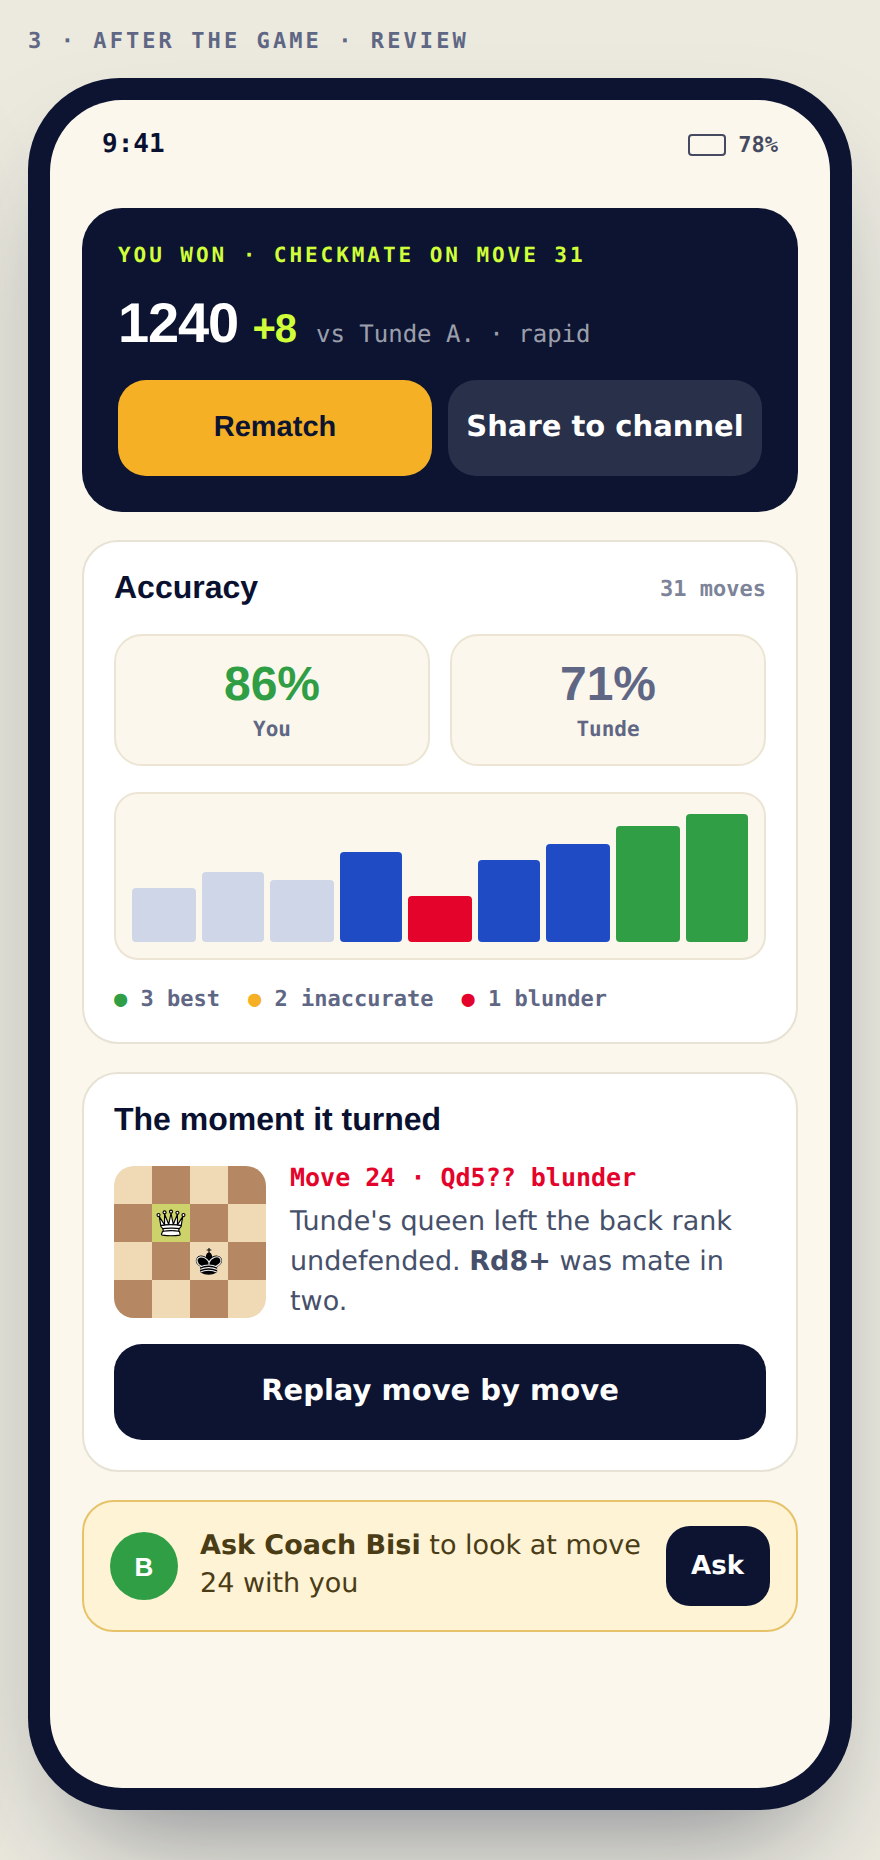 3 · AFTER THE GAME · REVIEW
9:41
78%
YOU WON · CHECKMATE ON MOVE 31
1240 +8 vs Tunde A. · rapid
Rematch
Share to channel
Accuracy
31 moves
86%
You
71%
Tunde
● 3 best ● 2 inaccurate ● 1 blunder
The moment it turned
Move 24 · Qd5?? blunder
Tunde's queen left the back rank
undefended. Rd8+ was mate in
two.
Replay move by move
B
Ask Coach Bisi to look at move
24 with you
Ask